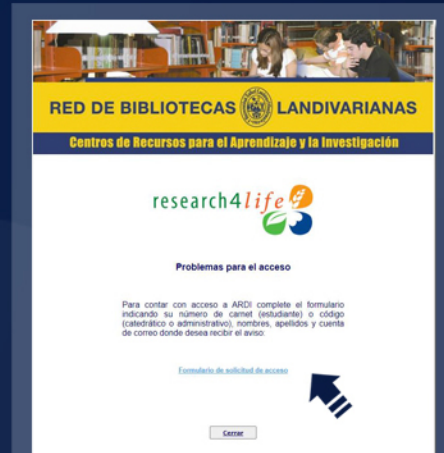 RED DE BIBLIOTECAS LANDIVARIANAS
Centros de Recursos para el Aprendizaje y la Investigación
research4life
Problemas para el acceso
Para contar con acceso a ARDI complete el formulario
indicando su número de carnet (estudiante) o código
(catedrático o administrativo), nombres, apellidos y cuenta
de correo donde desea recibir el aviso:
Formulario de solicitud de acceso
Cerrar